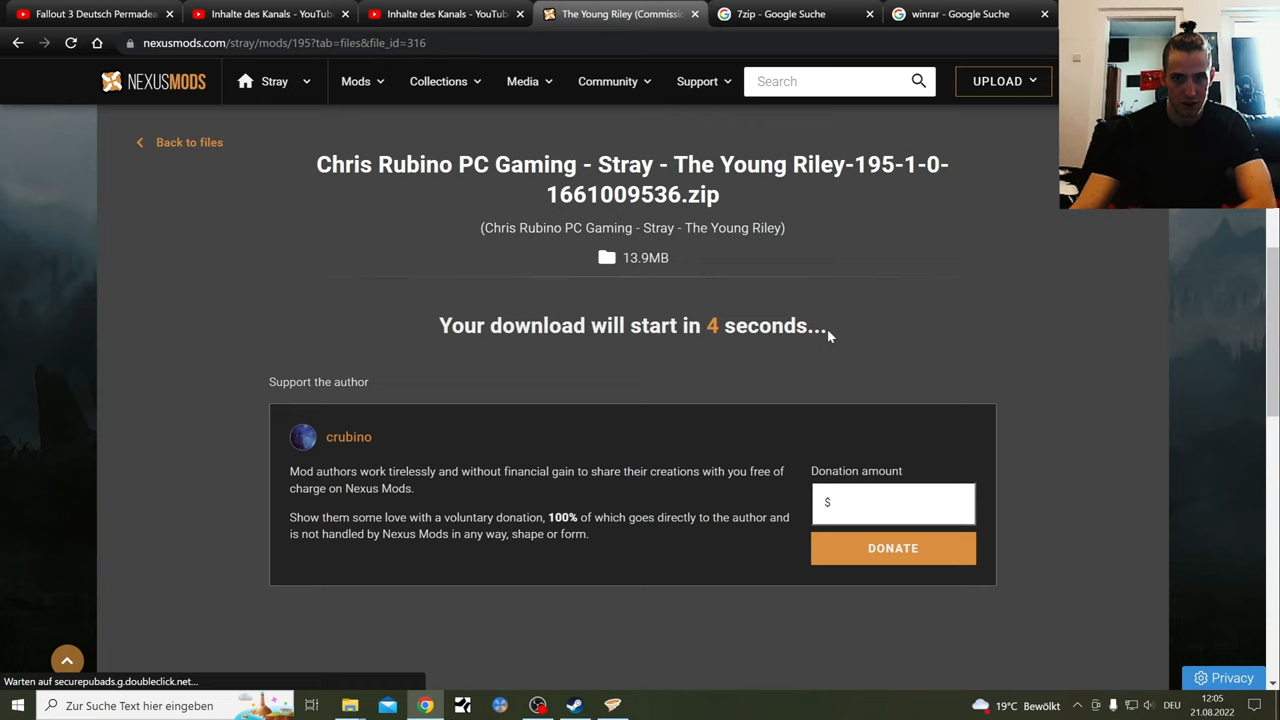 Fallout 3 Deutsch Permadea
Inhalte des Kanals - YouTub
Inhalte des Kanals - YouTub
The Young Riley (Commissi
7zip - Google Suche
winrar - Google Suche
nexusmods.com/stray/mods/195?tab=files&file_id=316
NEXUSMODS
Stray
Mods
Collections
Media
Community
Support
Search
UPLOAD
Back to files
Chris Rubino PC Gaming - Stray - The Young Riley-195-1-0-
1661009536.zip
(Chris Rubino PC Gaming - Stray - The Young Riley)
13.9MB
Your download will start in 4 seconds...
Support the author
crubino
Mod authors work tirelessly and without financial gain to share their creations with you free of
charge on Nexus Mods.
Show them some love with a voluntary donation, 100% of which goes directly to the author and
is not handled by Nexus Mods in any way, shape or form.
Donation amount
$
DONATE
Privacy
Warten auf securepubads.g.doubleclick.net...
Zur Suche Text hier eingeben
19°C Bewölkt
DEU
12:05
21.08.2022